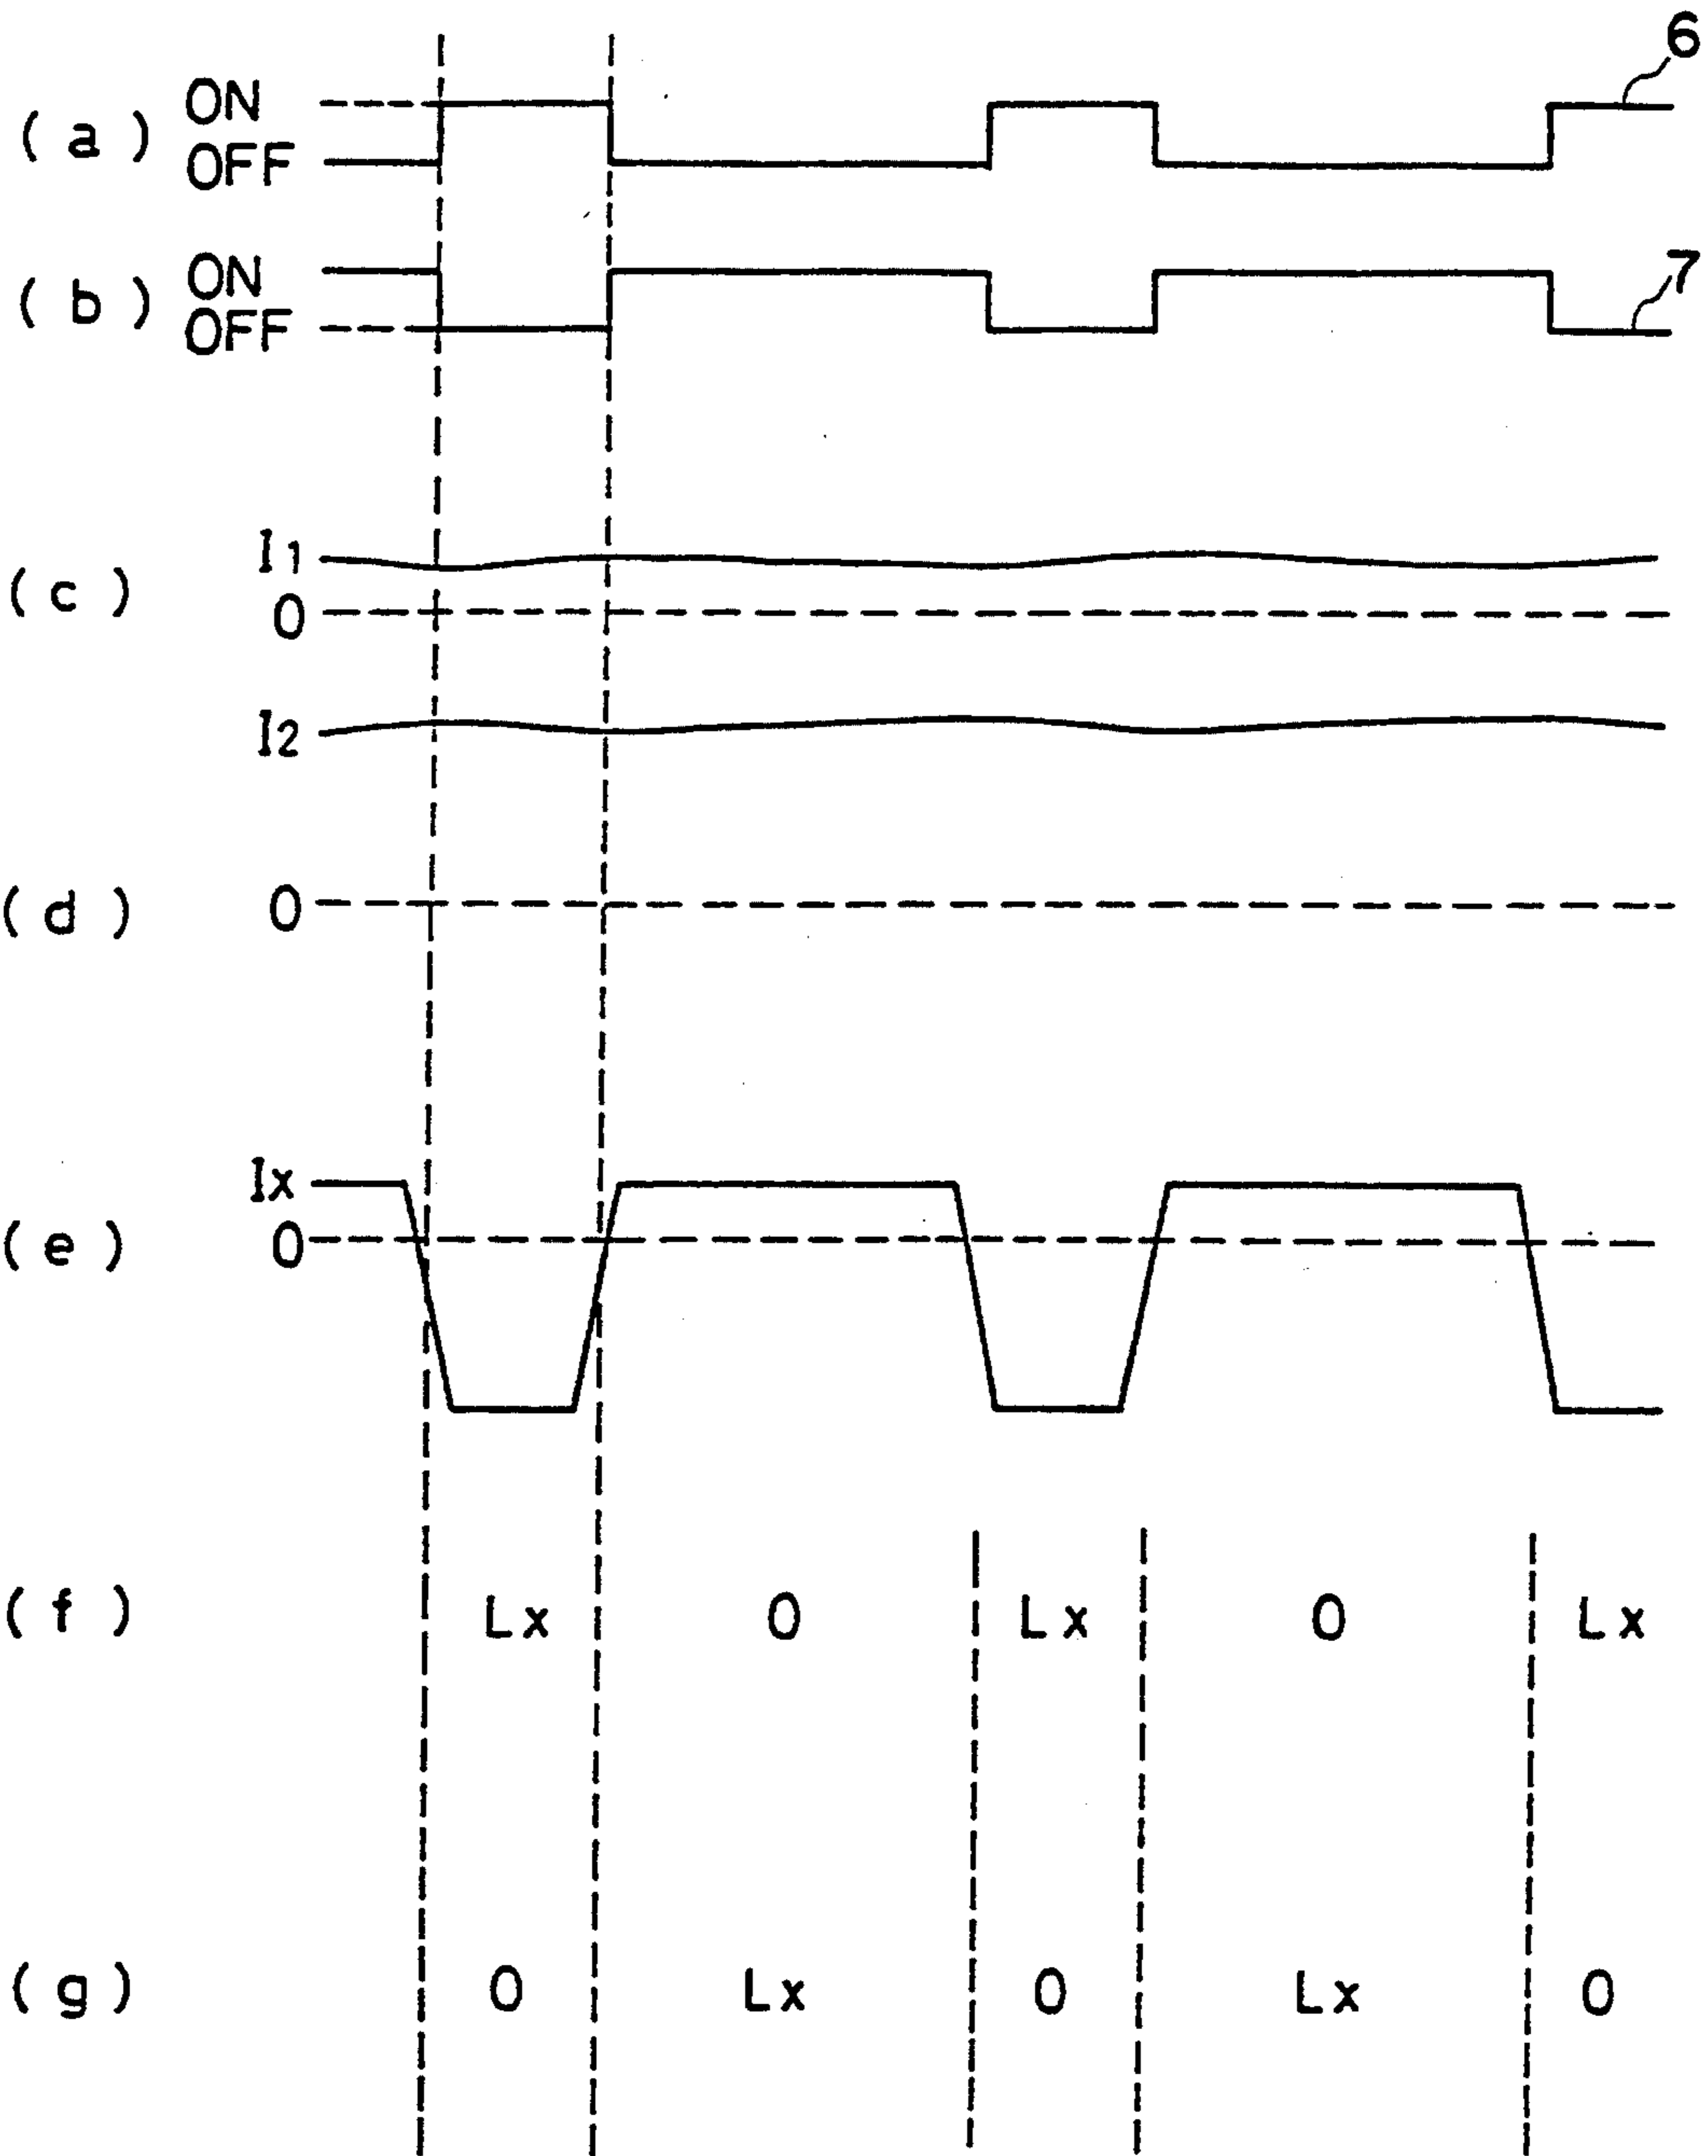 6
( a ) ON
OFF
7
( b ) ON
OFF
( c ) I1
0
I2
( d ) 0
Ix
( e ) 0
( f ) Lx 0 Lx 0 Lx
( g ) 0 Lx 0 Lx 0